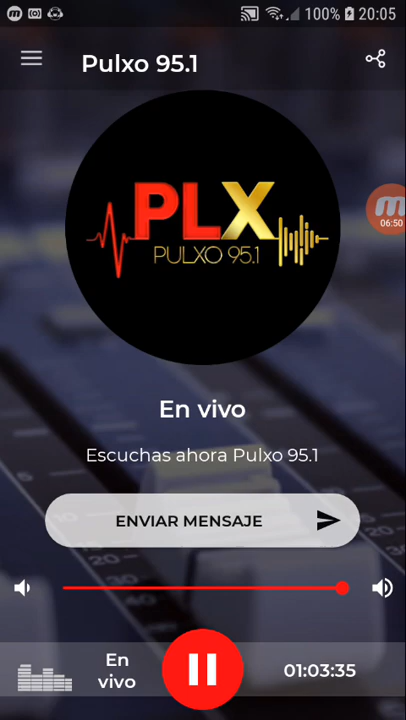 100% 20:05
Pulxo 95.1
PLX
PULXO 95.1
06:50
En vivo
Escuchas ahora Pulxo 95.1
ENVIAR MENSAJE
En
vivo
01:03:35